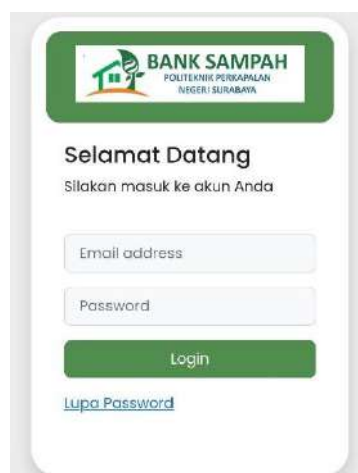 BANK SAMPAH
POLITEKNIK PERKAPALAN
NEGERI SURABAYA
Selamat Datang
Silakan masuk ke akun Anda
Email address
Password
Login
Lupa Password